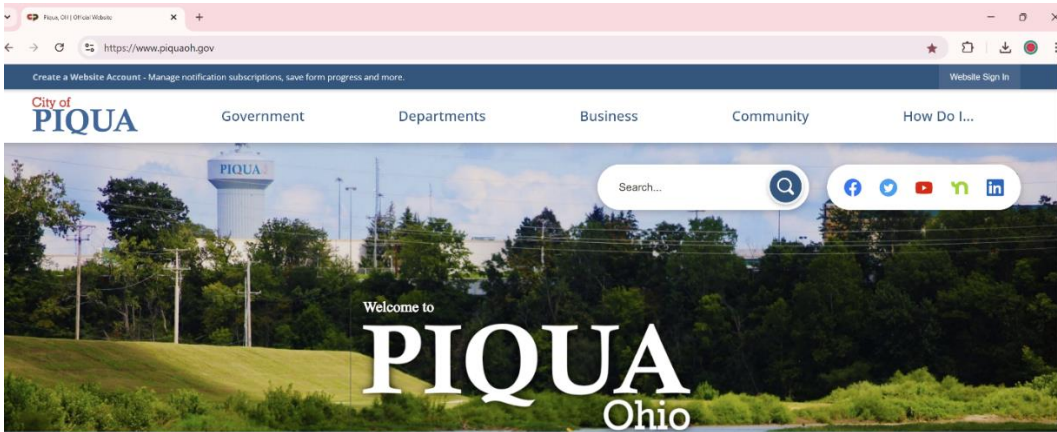 Piqua, OH | Official Website
https://www.piquaoh.gov
Create a Website Account - Manage notification subscriptions, save form progress and more.
Website Sign In
City of
PIQUA
Government
Departments
Business
Community
How Do I...
PIQUA
Search...
Welcome to
PIQUA
Ohio